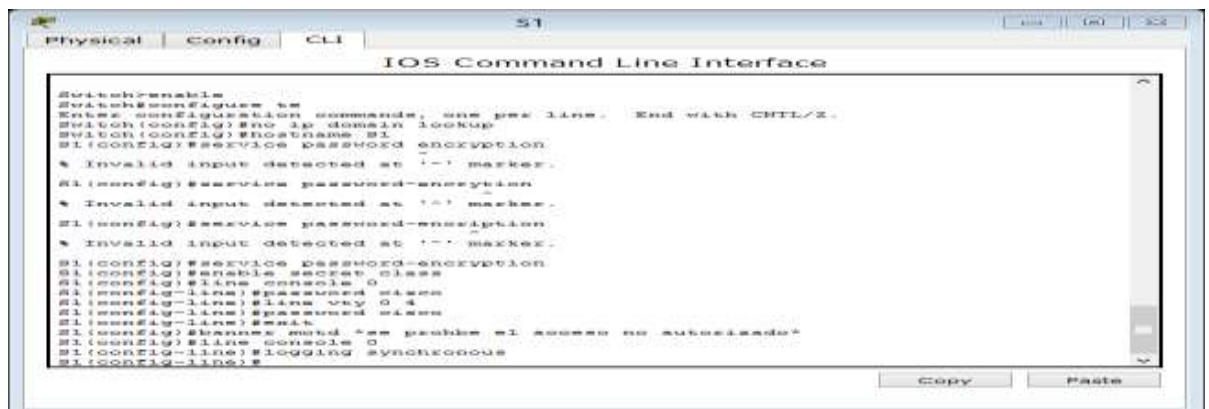 S1
Physical Config CLI
IOS Command Line Interface
Switch>enable
Switch#configure te
Enter configuration commands, one per line. End with CNTL/Z.
Switch(config)#no ip domain lookup
Switch(config)#hostname S1
S1(config)#service password encryption
^
% Invalid input detected at '^' marker.
S1(config)#service password-encrytion
^
% Invalid input detected at '^' marker.
S1(config)#service password-encription
^
% Invalid input detected at '^' marker.
S1(config)#service password-encryption
S1(config)#enable secret class
S1(config)#line console 0
S1(config-line)#password cisco
S1(config-line)#line vty 0 4
S1(config-line)#password cisco
S1(config-line)#exit
S1(config)#banner motd "se prohbe el acceso no autorizado"
S1(config)#line console 0
S1(config-line)#logging synchronous
S1(config-line)#
Copy Paste